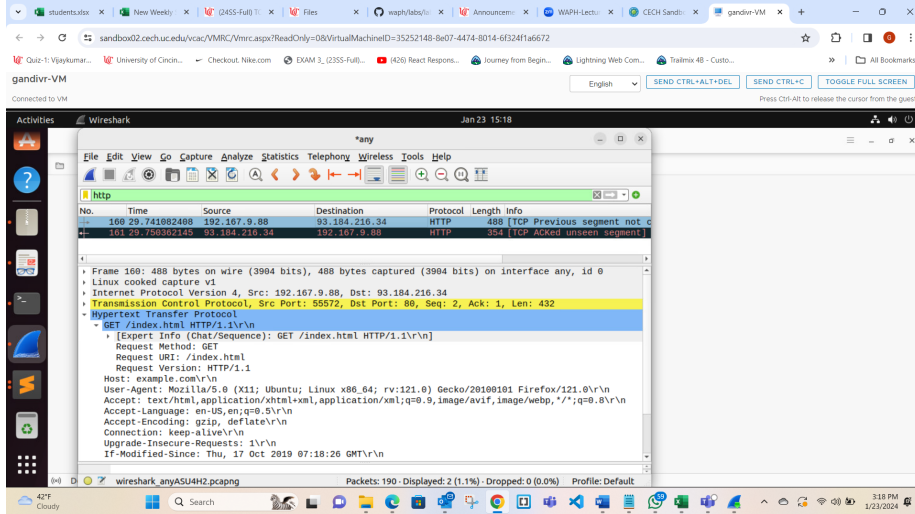 students.xlsx
New Weekly
(24SS-Full) TC
Files
waph/labs/la
Announceme
WAPH-Lectu
CECH Sandb
gandivr-VM
sandbox02.cech.uc.edu/vcac/VMRC/Vmrc.aspx?ReadOnly=0&VirtualMachineID=35252148-8e07-4474-8014-6f324f1a6672
Quiz-1: Vijaykumar...
University of Cincin...
Checkout. Nike.com
EXAM 3_ (23SS-Full)...
(426) React Respons...
Journey from Begin...
Lightning Web Com...
Trailmix 48 - Custo...
All Bookmarks
gandivr-VM
English
SEND CTRL+ALT+DEL
SEND CTRL+C
TOGGLE FULL SCREEN
Connected to VM
Press Ctrl-Alt to release the cursor from the gues
Activities
Wireshark
Jan 23 15:18
*any
File Edit View Go Capture Analyze Statistics Telephony Wireless Tools Help
http
No. Time Source Destination Protocol Length Info
160 29.741082408 192.167.9.88 93.184.216.34 HTTP 488 [TCP Previous segment not c
161 29.750362145 93.184.216.34 192.167.9.88 HTTP 354 [TCP ACKed unseen segment]
Frame 160: 488 bytes on wire (3904 bits), 488 bytes captured (3904 bits) on interface any, id 0
Linux cooked capture v1
Internet Protocol Version 4, Src: 192.167.9.88, Dst: 93.184.216.34
Transmission Control Protocol, Src Port: 55572, Dst Port: 80, Seq: 2, Ack: 1, Len: 432
Hypertext Transfer Protocol
GET /index.html HTTP/1.1\r\n
[Expert Info (Chat/Sequence): GET /index.html HTTP/1.1\r\n]
Request Method: GET
Request URI: /index.html
Request Version: HTTP/1.1
Host: example.com\r\n
User-Agent: Mozilla/5.0 (X11; Ubuntu; Linux x86_64; rv:121.0) Gecko/20100101 Firefox/121.0\r\n
Accept: text/html,application/xhtml+xml,application/xml;q=0.9,image/avif,image/webp,*/*;q=0.8\r\n
Accept-Language: en-US,en;q=0.5\r\n
Accept-Encoding: gzip, deflate\r\n
Connection: keep-alive\r\n
Upgrade-Insecure-Requests: 1\r\n
If-Modified-Since: Thu, 17 Oct 2019 07:18:26 GMT\r\n
wireshark_anyASU4H2.pcapng
Packets: 190 · Displayed: 2 (1.1%) · Dropped: 0 (0.0%)
Profile: Default
42°F
Cloudy
Search
59
3:18 PM
1/23/2024